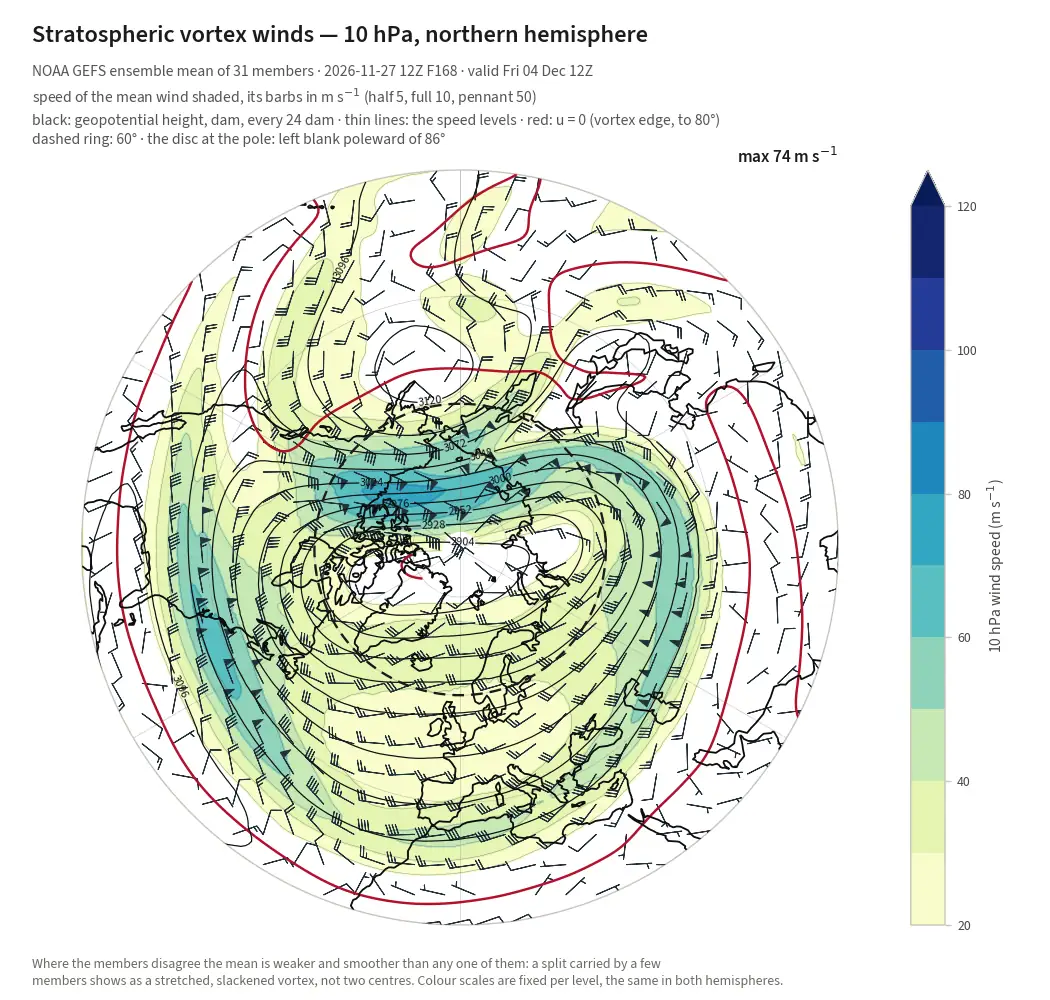 Stratospheric vortex winds — 10 hPa, northern hemisphere
NOAA GEFS ensemble mean of 31 members · 2026-11-27 12Z F168 · valid Fri 04 Dec 12Z
speed of the mean wind shaded, its barbs in m s⁻¹ (half 5, full 10, pennant 50)
black: geopotential height, dam, every 24 dam · thin lines: the speed levels · red: u = 0 (vortex edge, to 80°)
dashed ring: 60° · the disc at the pole: left blank poleward of 86°
max 74 m s⁻¹
120
100
80
60
40
20
10 hPa wind speed (m s⁻¹)
3096
3120
3072
3048
3024
3000
2976
2952
2928
2904
3096
Where the members disagree the mean is weaker and smoother than any one of them: a split carried by a few
members shows as a stretched, slackened vortex, not two centres. Colour scales are fixed per level, the same in both hemispheres.